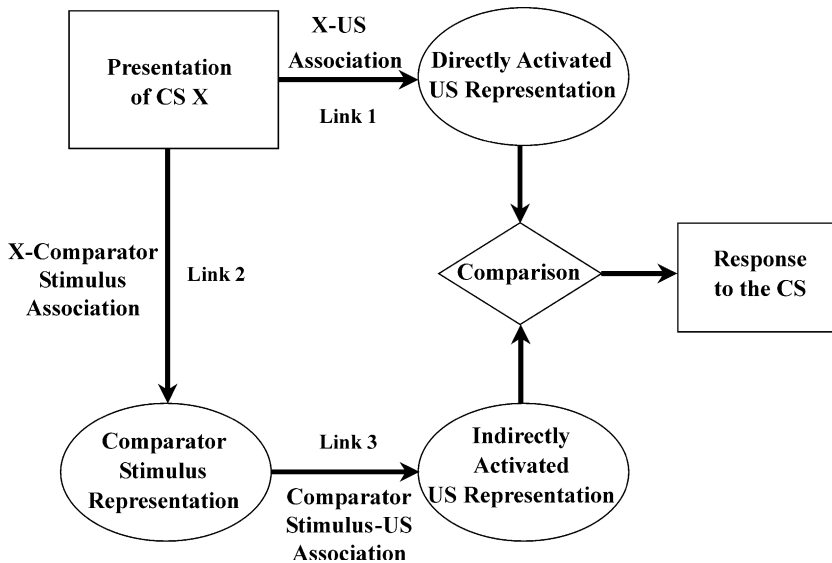 Presentation
of CS X
X-US
Association
Link 1
Directly Activated
US Representation
X-Comparator
Stimulus
Association
Link 2
Comparison
Response
to the CS
Comparator
Stimulus
Representation
Link 3
Comparator
Stimulus-US
Association
Indirectly
Activated
US Representation